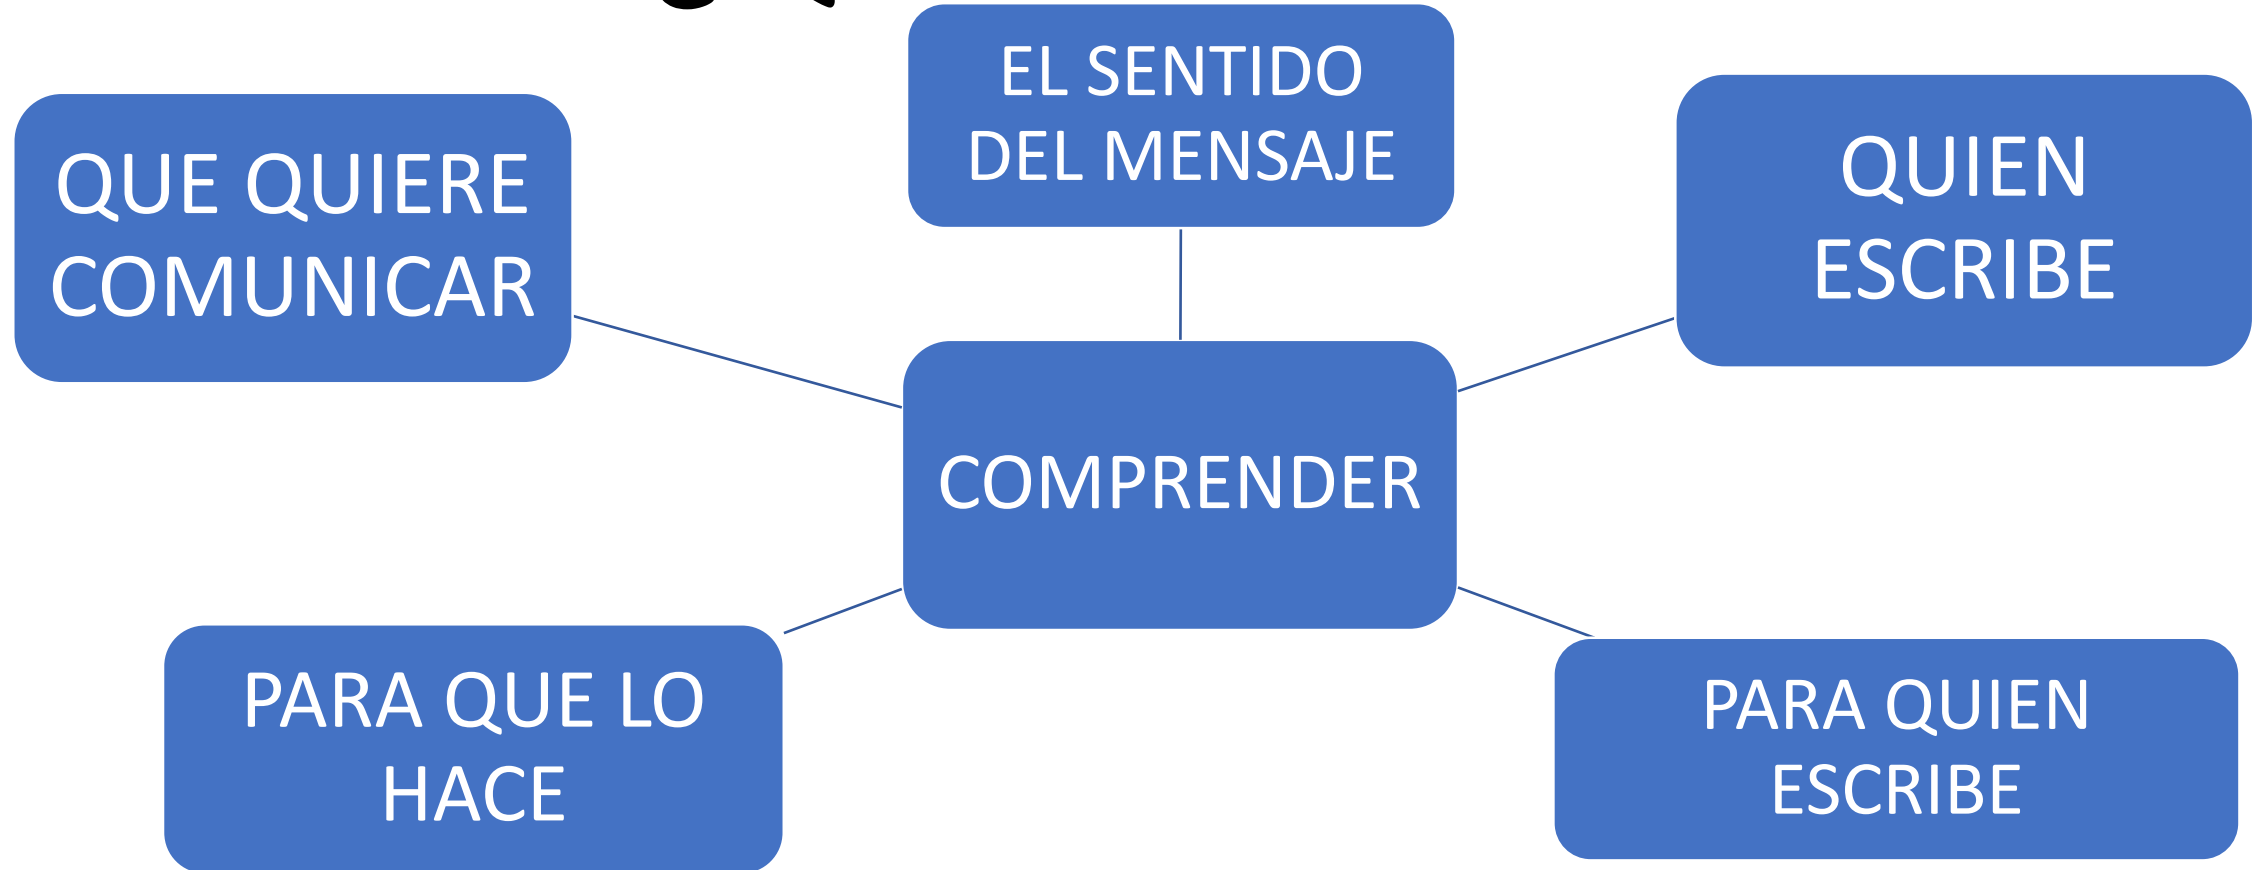 EL SENTIDO
DEL MENSAJE
QUE QUIERE
COMUNICAR
QUIEN
ESCRIBE
COMPRENDER
PARA QUE LO
HACE
PARA QUIEN
ESCRIBE